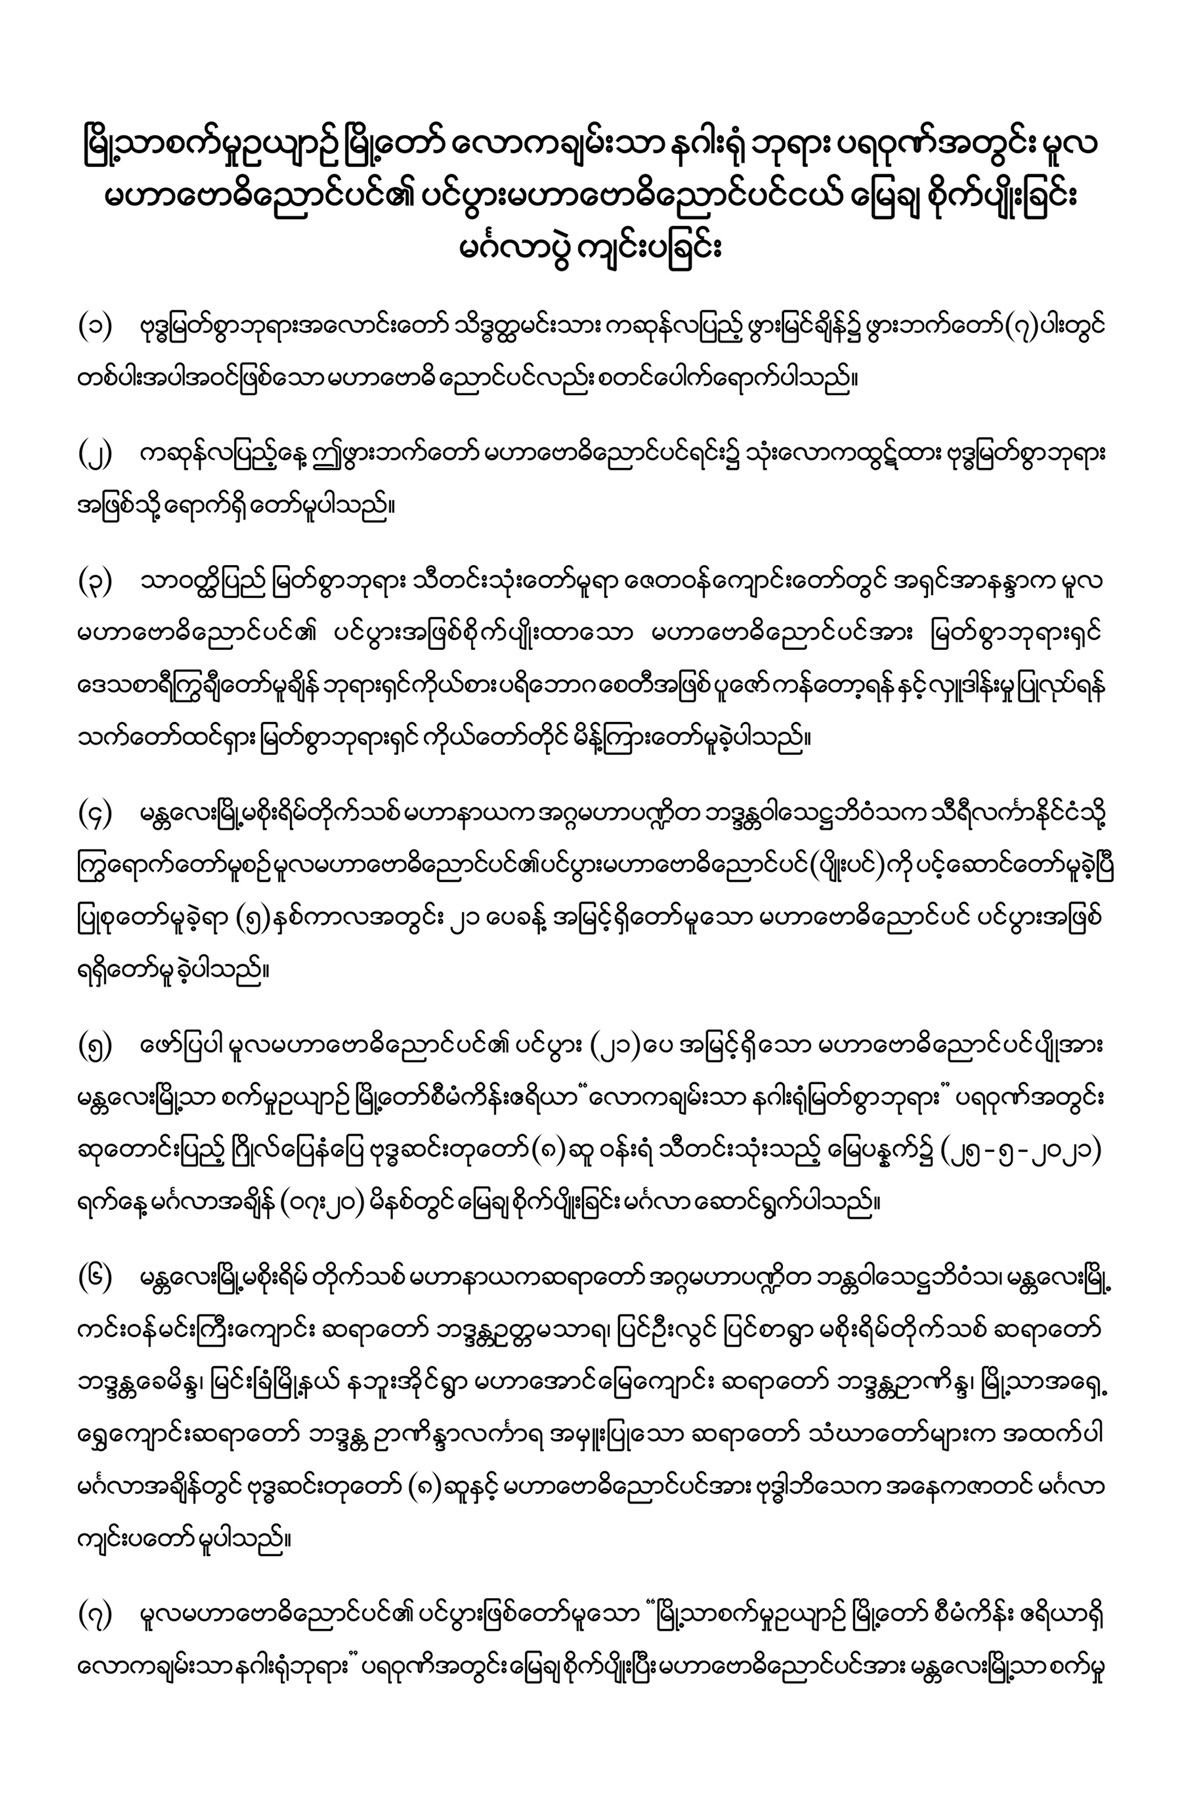 မြို့သာစက်မှုဥယျာဉ် မြို့တော် လောကချမ်းသာ နဂါးရုံ ဘုရား ပရဝုဏ်အတွင်း မူလ
မဟာဗောဓိညောင်ပင်၏ ပင်ပွားမဟာဗောဓိညောင်ပင်ငယ် မြေချ စိုက်ပျိုးခြင်း
မင်္ဂလာပွဲ ကျင်းပခြင်း
(၁) ဗုဒ္ဓမြတ်စွာဘုရားအလောင်းတော် သိဒ္ဓတ္ထမင်းသား ကဆုန်လပြည့် ဖွားမြင်ချိန်၌ ဖွားဘက်တော်(၇)ပါးတွင်
တစ်ပါးအပါအဝင်ဖြစ်သော မဟာဗောဓိ ညောင်ပင်လည်း စတင်ပေါက်ရောက်ပါသည်။
(၂) ကဆုန်လပြည့်နေ့ ဤဖွားဘက်တော် မဟာဗောဓိညောင်ပင်ရင်း၌ သုံးလောကထွဋ်ထား ဗုဒ္ဓမြတ်စွာဘုရား
အဖြစ်သို့ ရောက်ရှိ တော်မူပါသည်။
(၃) သာဝတ္ထိပြည် မြတ်စွာဘုရား သီတင်းသုံးတော်မူရာ ဇေတဝန်ကျောင်းတော်တွင် အရှင်အာနန္ဒာက မူလ
မဟာဗောဓိညောင်ပင်၏ ပင်ပွားအဖြစ်စိုက်ပျိုးထာသော မဟာဗောဓိညောင်ပင်အား မြတ်စွာဘုရားရှင်
ဒေသစာရီကြွချီတော်မူချိန် ဘုရားရှင်ကိုယ်စား ပရိဘောဂစေတီအဖြစ် ပူဇော် ကန်တော့ရန် နှင့် လှူဒါန်းမှုပြုလုပ်ရန်
သက်တော်ထင်ရှား မြတ်စွာဘုရားရှင် ကိုယ်တော်တိုင် မိန့်ကြားတော်မူခဲ့ပါသည်။
(၄) မန္တလေးမြို့မစိုးရိမ်တိုက်သစ် မဟာနာယက အဂ္ဂမဟာပဏ္ဍိတ ဘဒ္ဒန္တဝါသေဋ္ဌဘိဝံသက သီရီလင်္ကာနိုင်ငံသို့
ကြွရောက်တော်မူစဉ် မူလမဟာဗောဓိညောင်ပင်၏ပင်ပွားမဟာဗောဓိညောင်ပင်(ပျိုးပင်)ကို ပင့်ဆောင်တော်မူခဲ့ပြီ
ပြုစုတော်မူခဲ့ရာ (၅)နှစ်ကာလအတွင်း ၂၁ ပေခန့် အမြင့်ရှိတော်မူသော မဟာဗောဓိညောင်ပင် ပင်ပွားအဖြစ်
ရရှိတော်မူ ခဲ့ပါသည်။
(၅) ဖော်ပြပါ မူလမဟာဗောဓိညောင်ပင်၏ ပင်ပွား (၂၁)ပေ အမြင့်ရှိသော မဟာဗောဓိညောင်ပင်ပျိုအား
မန္တလေးမြို့သာ စက်မှုဥယျာဉ် မြို့တော်စီမံကိန်းဧရိယာ “လောကချမ်းသာ နဂါးရုံမြတ်စွာဘုရား” ပရဝုဏ်အတွင်း
ဆုတောင်းပြည့် ဂြိုလ်ပြေနံပြေ ဗုဒ္ဓဆင်းတုတော်(၈)ဆူ ဝန်းရံ သီတင်းသုံးသည့် မြေပန္နက်၌ (၂၅-၅-၂၀၂၁)
ရက်နေ့ မင်္ဂလာအချိန် (၀၇း၂၀) မိနစ်တွင် မြေချ စိုက်ပျိုးခြင်း မင်္ဂလာ ဆောင်ရွက်ပါသည်။
(၆) မန္တလေးမြို့မစိုးရိမ် တိုက်သစ် မဟာနာယကဆရာတော် အဂ္ဂမဟာပဏ္ဍိတ ဘန္တဝါသေဋ္ဌဘိဝံသ၊ မန္တလေးမြို့
ကင်းဝန်မင်းကြီးကျောင်း ဆရာတော် ဘဒ္ဒန္တဥတ္တမသာရ၊ ပြင်ဦးလွင် ပြင်စာရွာ မစိုးရိမ်တိုက်သစ် ဆရာတော်
ဘဒ္ဒန္တခေမိန္ဒ၊ မြင်းခြံမြို့နယ် နဘူးအိုင်ရွာ မဟာအောင်မြေကျောင်း ဆရာတော် ဘဒ္ဒန္တဉာဏိန္ဒ၊ မြို့သာအရှေ့
ရွှေကျောင်းဆရာတော် ဘဒ္ဒန္တ ဉာဏိန္ဒာလင်္ကာရ အမှူးပြုသော ဆရာတော် သံဃာတော်များက အထက်ပါ
မင်္ဂလာအချိန်တွင် ဗုဒ္ဓဆင်းတုတော် (၈)ဆူနှင့် မဟာဗောဓိညောင်ပင်အား ဗုဒ္ဓါဘိသေက အနေကဇာတင် မင်္ဂလာ
ကျင်းပတော် မူပါသည်။
(၇) မူလမဟာဗောဓိညောင်ပင်၏ ပင်ပွားဖြစ်တော်မူသော “မြို့သာစက်မှုဥယျာဉ် မြို့တော် စီမံကိန်း ဧရိယာရှိ
လောကချမ်းသာ နဂါးရုံဘုရား” ပရဝုဏိအတွင်း မြေချ စိုက်ပျိုးပြီး မဟာဗောဓိညောင်ပင်အား မန္တလေးမြို့သာ စက်မှု